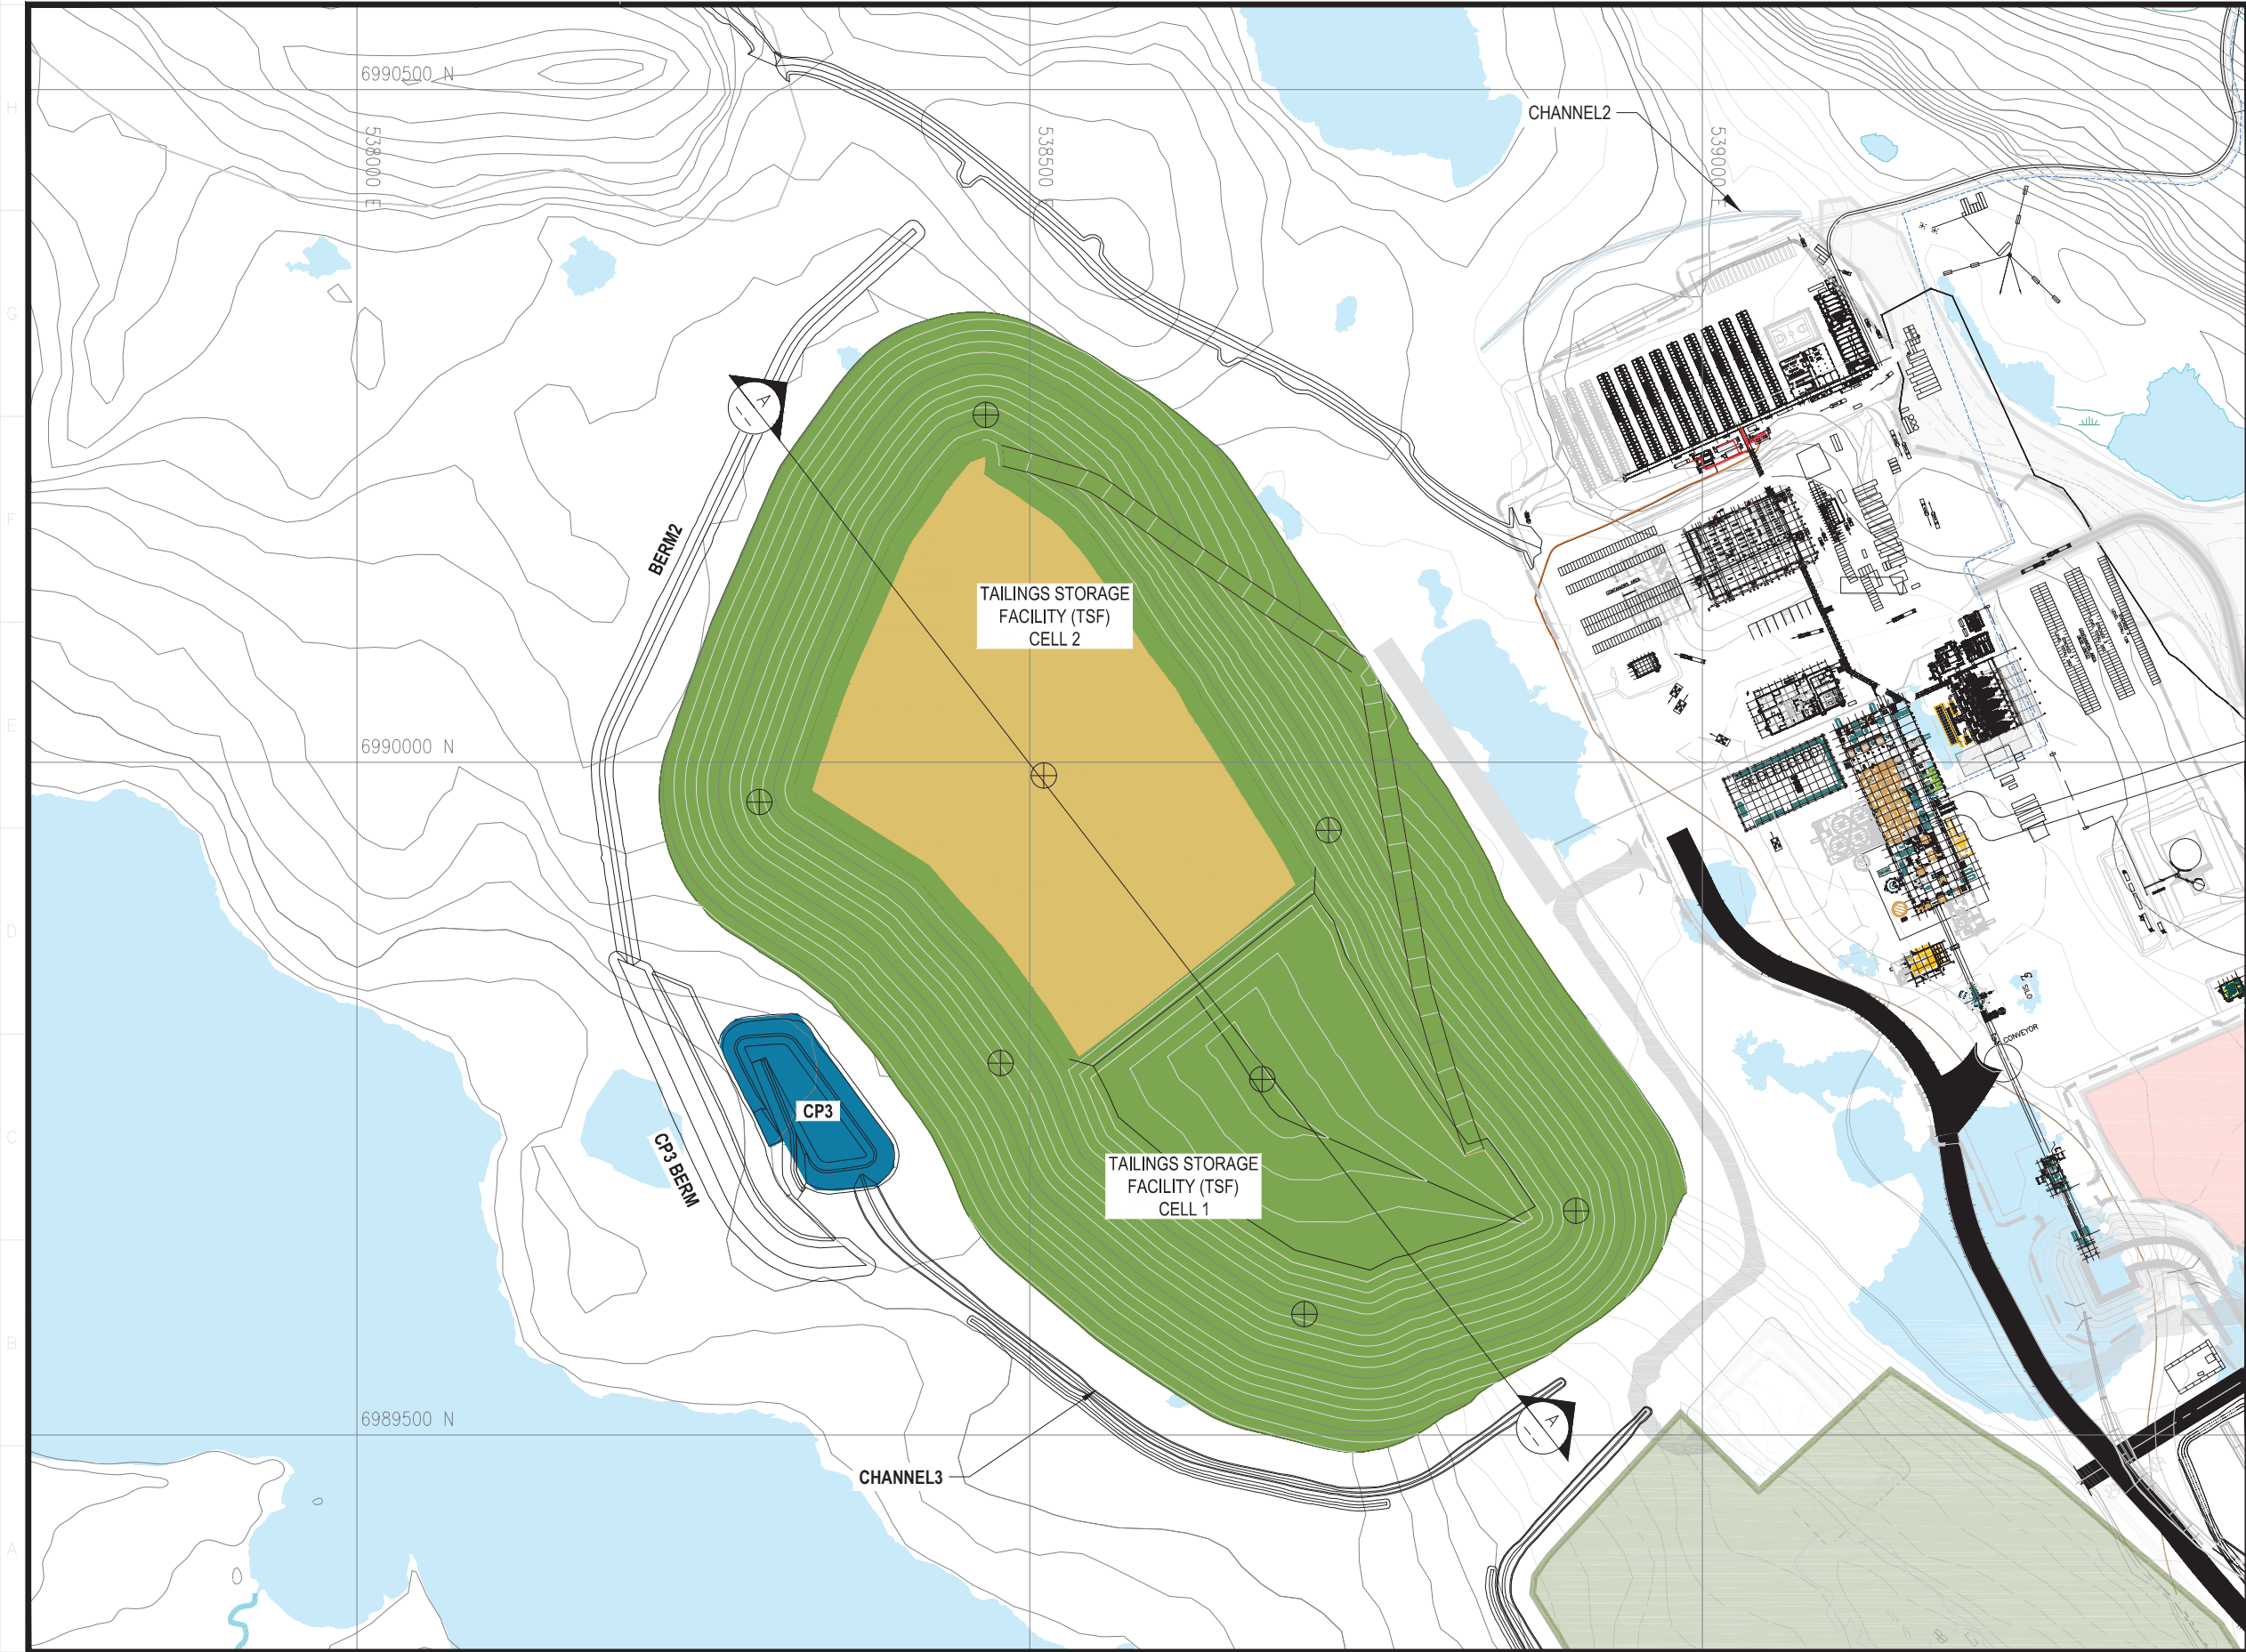 H
6990500 N
CHANNEL2
538000 E
538500
539000 E
G
A
F
BERM2
TAILINGS STORAGE
FACILITY (TSF)
CELL 2
E
6990000 N
D
SILO
C
CONVEYOR
CP3
CP3 BERM
TAILINGS STORAGE
FACILITY (TSF)
CELL 1
B
6989500 N
A
CHANNEL3
A